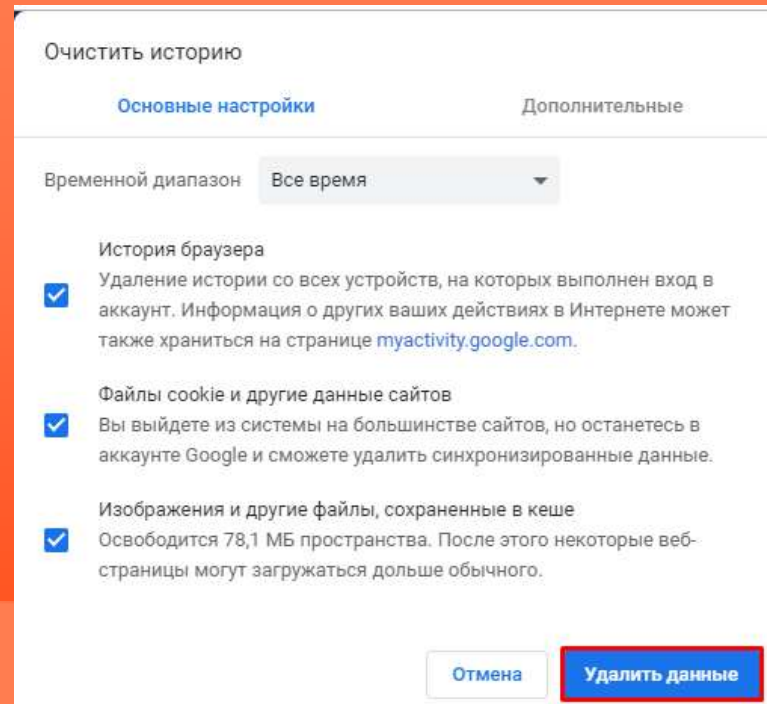 Очистить историю
Основные настройки
Дополнительные
Временной диапазон
Все время
История браузера
Удаление истории со всех устройств, на которых выполнен вход в
аккаунт. Информация о других ваших действиях в Интернете может
также храниться на странице myactivity.google.com.
Файлы cookie и другие данные сайтов
Вы выйдете из системы на большинстве сайтов, но останетесь в
аккаунте Google и сможете удалить синхронизированные данные.
Изображения и другие файлы, сохраненные в кеше
Освободится 78,1 МБ пространства. После этого некоторые веб-
страницы могут загружаться дольше обычного.
Отмена
Удалить данные